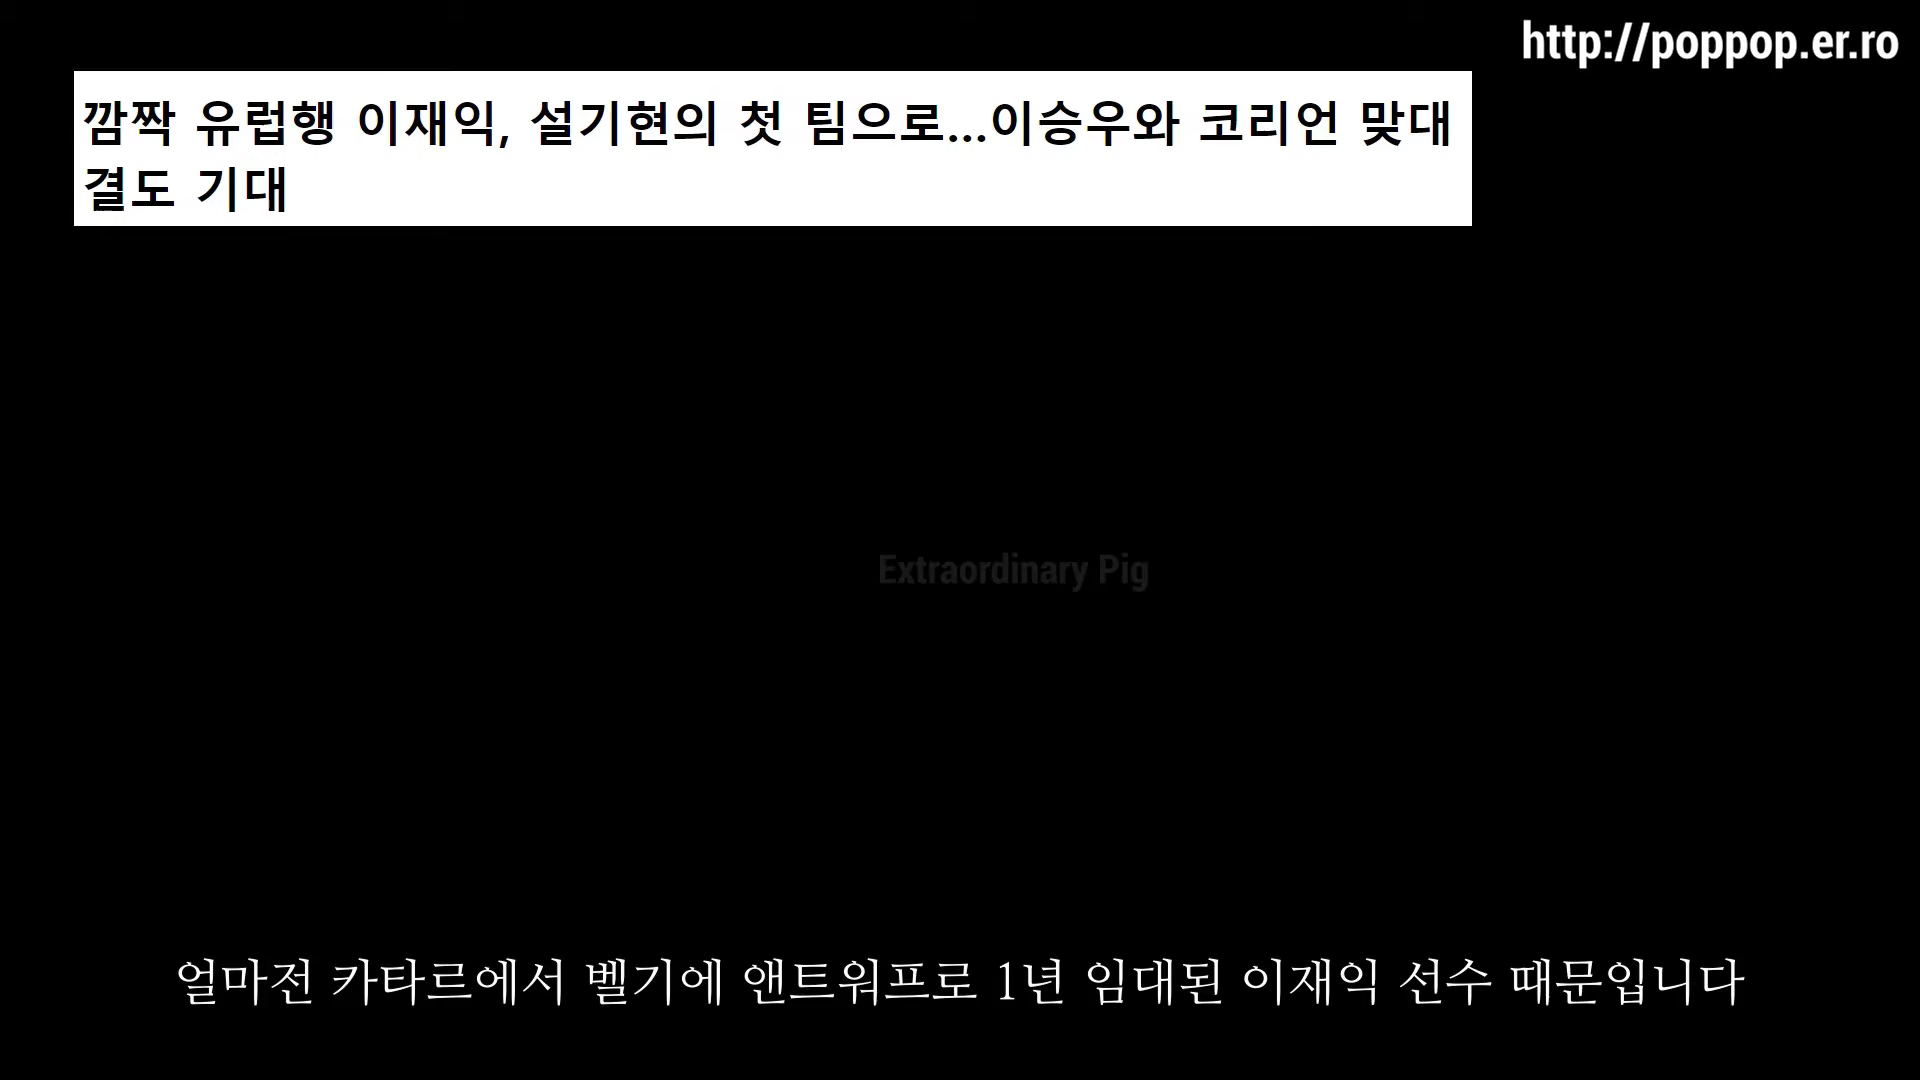 http://poppop.er.ro
깜짝 유럽행 이재익, 설기현의 첫 팀으로...이승우와 코리언 맞대
결도 기대
Extraordinary Pig
얼마전 카타르에서 벨기에 앤트워프로 1년 임대된 이재익 선수 때문입니다